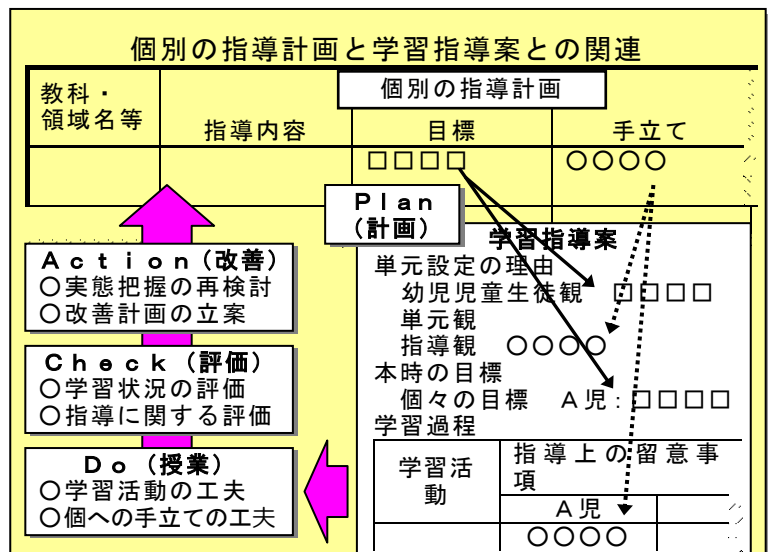 個別の指導計画と学習指導案との関連
個別の指導計画
教科・
領域名等
指導内容
目標
手立て
□□□□
○○○○
Plan
(計画)
学習指導案
単元設定の理由
幼児児童生徒観 □□□□
単元観
指導観 ○○○○
本時の目標
個々の目標 A児:□□□□
学習過程
学習活
動
指導上の留意事
項
A児
○○○○
Action(改善)
○実態把握の再検討
○改善計画の立案
Check(評価)
○学習状況の評価
○指導に関する評価
Do(授業)
○学習活動の工夫
○個への手立ての工夫